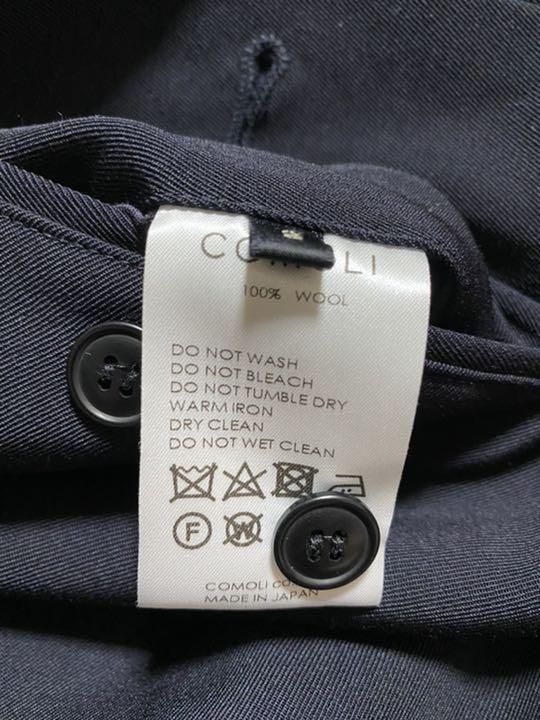 COMOLI
100% WOOL
DO NOT WASH
DO NOT BLEACH
DO NOT TUMBLE DRY
WARM IRON
DRY CLEAN
DO NOT WET CLEAN
F W
COMOLI
MADE IN JAPAN